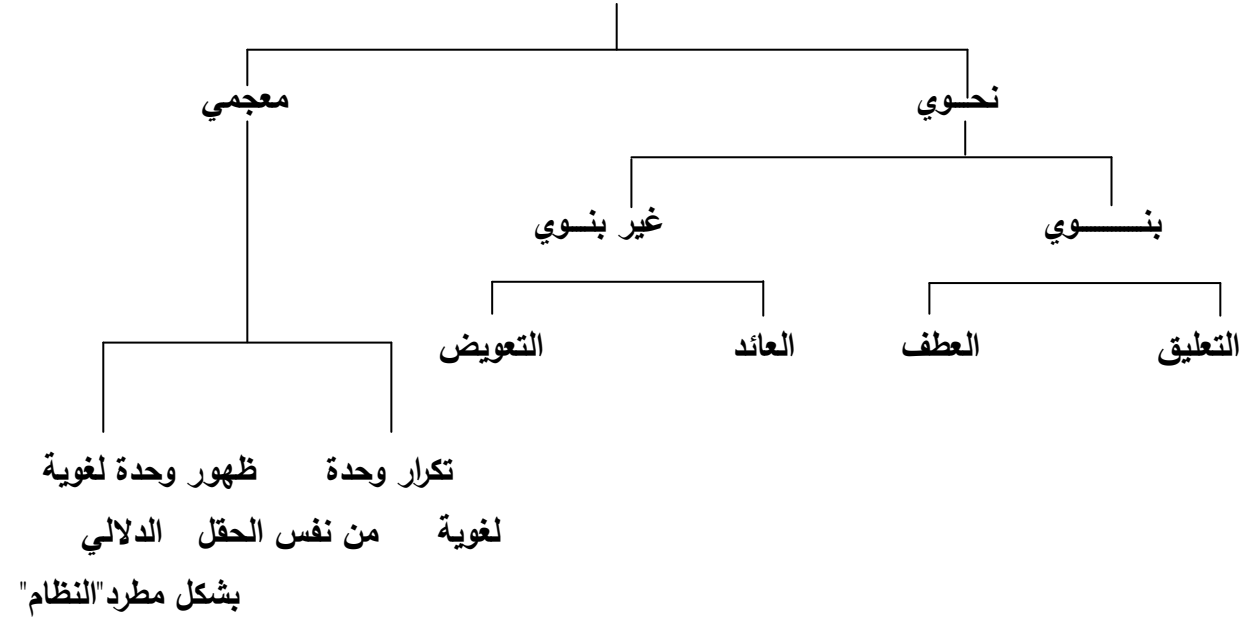 نحوي
معجمي
بنوي
غير بنوي
التعليق
العطف
العائد
التعويض
تكرار وحدة
لغوية
ظهور وحدة لغوية
من نفس الحقل الدلالي
بشكل مطرد"النظام"